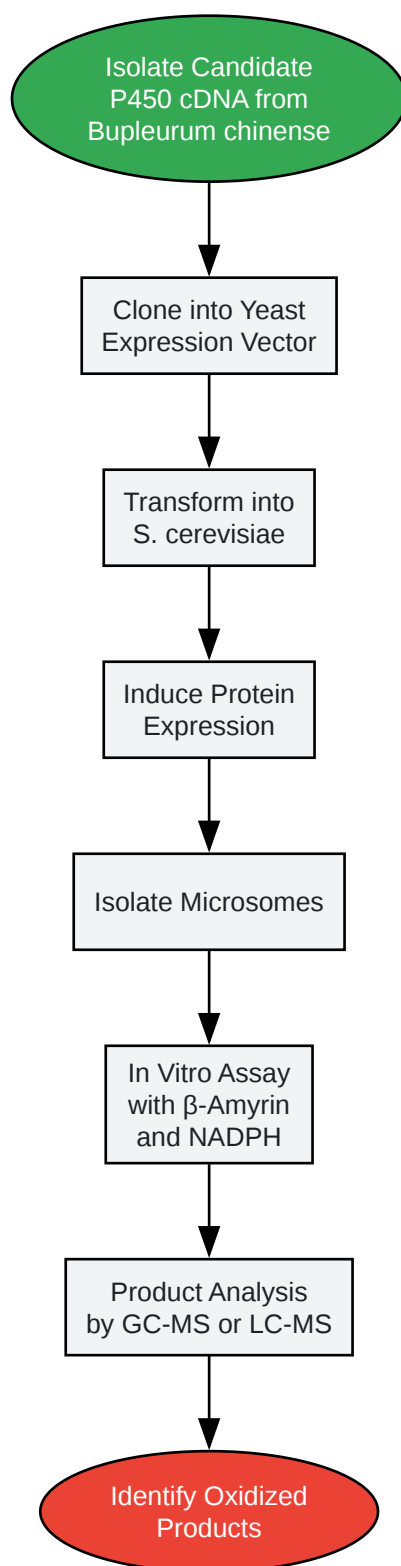 Isolate Candidate
P450 cDNA from
Bupleurum chinense
Clone into Yeast
Expression Vector
Transform into
S. cerevisiae
Induce Protein
Expression
Isolate Microsomes
In Vitro Assay
with β-Amyrin
and NADPH
Product Analysis
by GC-MS or LC-MS
Identify Oxidized
Products